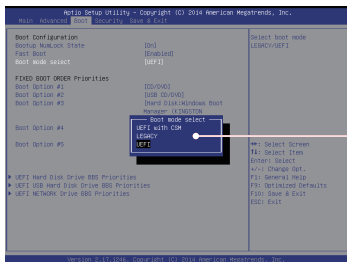 Aptio Setup Utility - Copyright (C) 2014 American Megatrends, Inc.
Main Advanced Boot Security Save & Exit
Boot Configuration
Bootup NumLock State [On]
Fast Boot [Enabled]
Boot mode select [UEFI]
FIXED BOOT ORDER Priorities
Boot Option #1 [CD/DVD]
Boot Option #2 [USB CD/DVD]
Boot Option #3 [Hard Disk:Windows Boot
Manager (KINGSTON
Boot Option #4
Boot Option #5
Boot mode select
UEFI with CSM
LEGACY
UEFI
UEFI Hard Disk Drive BBS Priorities
UEFI USB Hard Disk Drive BBS Priorities
UEFI NETWORK Drive BBS Priorities
Select boot mode
LEGACY/UEFI
→←: Select Screen
↑↓: Select Item
Enter: Select
+/-: Change Opt.
F1: General Help
F9: Optimized Defaults
F10: Save & Exit
ESC: Exit
Version 2.17.1246. Copyright (C) 2014 American Megatrends, Inc.